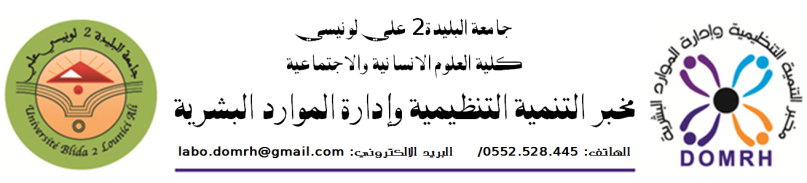 جامعة البليدة2 علي لونيسي
كلية العلوم الانسانية والاجتماعية
مخبر التنمية التنظيمية وإدارة الموارد البشرية
الهاتف: 0552.528.445/ البريد الالكتروني: labo.domrh@gmail.com
جامعة البليدة 2 لونيسي علي
Université Blida 2 Lounici Ali
مخبر التنمية التنظيمية وإدارة الموارد البشرية
DOMRH